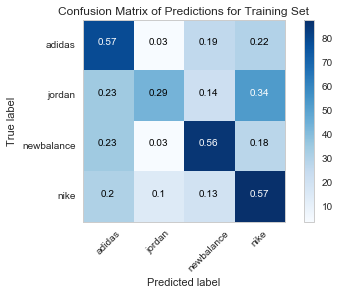 Confusion Matrix of Predictions for Training Set
adidas 0.57 0.03 0.19 0.22
jordan 0.23 0.29 0.14 0.34
newbalance 0.23 0.03 0.56 0.18
nike 0.2 0.1 0.13 0.57
adidas jordan newbalance nike
True label
Predicted label
80
70
60
50
40
30
20
10